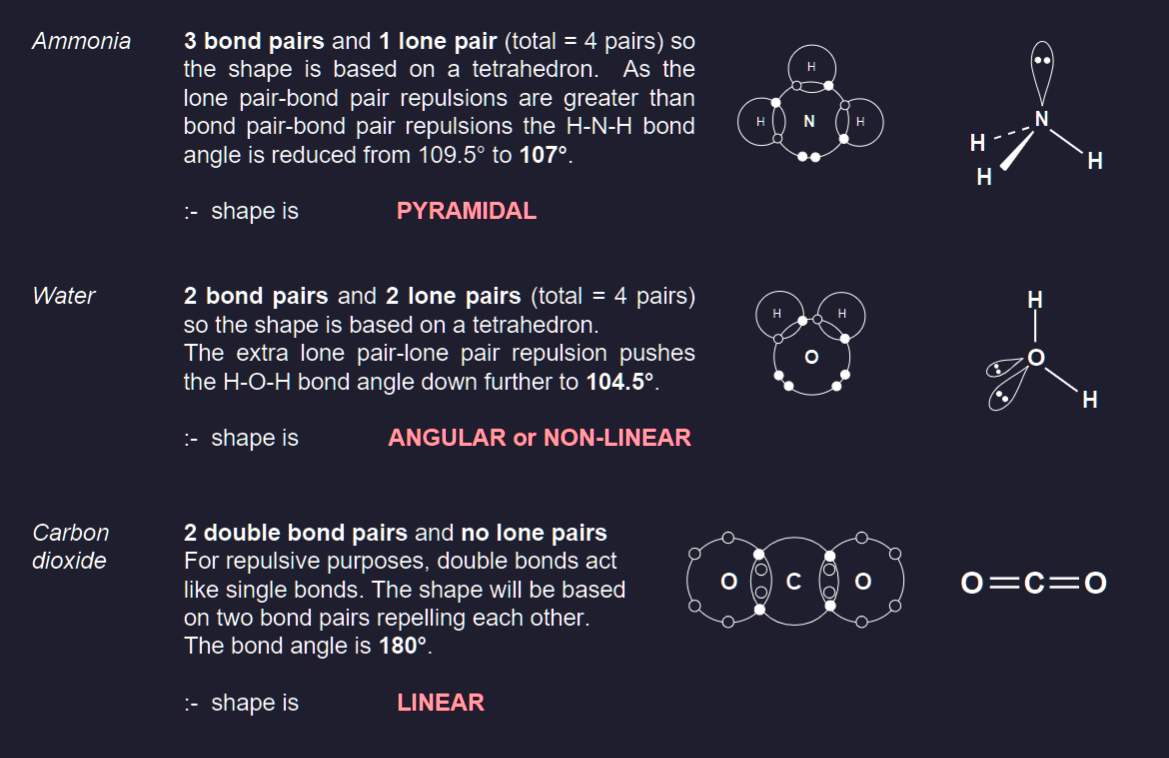 Ammonia
3 bond pairs and 1 lone pair (total = 4 pairs) so
the shape is based on a tetrahedron. As the
lone pair-bond pair repulsions are greater than
bond pair-bond pair repulsions the H-N-H bond
angle is reduced from 109.5° to 107°.
:- shape is PYRAMIDAL
H
H N H
N
H
H
H
Water
2 bond pairs and 2 lone pairs (total = 4 pairs)
so the shape is based on a tetrahedron.
The extra lone pair-lone pair repulsion pushes
the H-O-H bond angle down further to 104.5°.
:- shape is ANGULAR or NON-LINEAR
H H
O
H
O
H
Carbon
dioxide
2 double bond pairs and no lone pairs
For repulsive purposes, double bonds act
like single bonds. The shape will be based
on two bond pairs repelling each other.
The bond angle is 180°.
:- shape is LINEAR
O C O
O=C=O